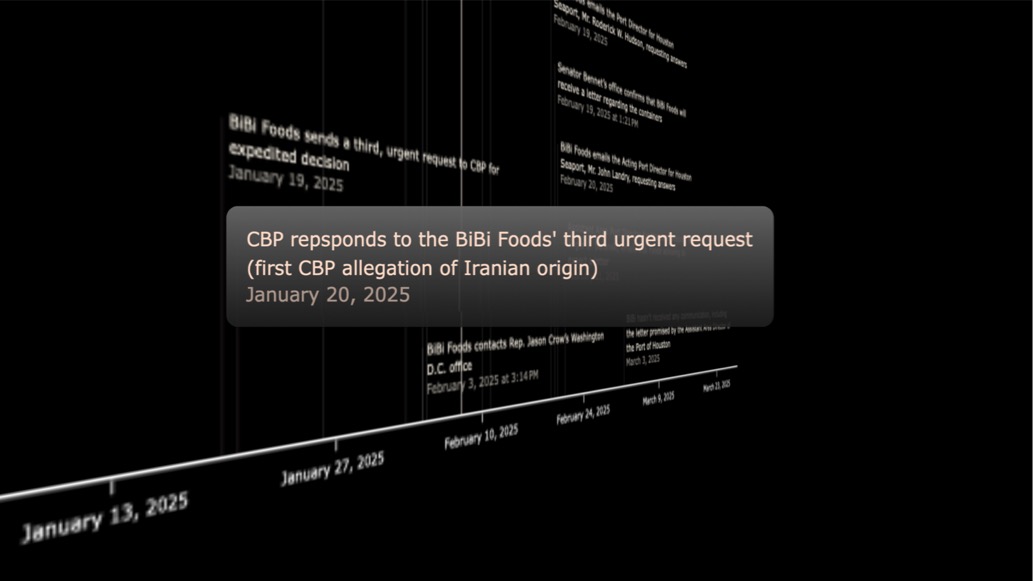 ls emails the Port Director for Houston
Seaport, Mr. Roderick W. Hudson, requesting answers
February 19, 2025
Senator Bennet's office confirms that BiBi Foods will
receive a letter regarding the containers
February 19, 2025 at 1:21 PM
BiBi Foods sends a third, urgent request to CBP for
expedited decision
January 19, 2025
BiBi Foods emails the Acting Port Director for Houston
Seaport, Mr. John Landry, requesting answers
February 20, 2025
CBP repsponds to the BiBi Foods' third urgent request
(first CBP allegation of Iranian origin)
January 20, 2025
BiBi Foods contacts Rep. Jason Crow's Washington
D.C. office
February 3, 2025 at 3:14 PM
BiBi hasn't received any communication,
the letter promised by the Assistant Area
the Port of Houston
March 3, 2025
January 13, 2025
January 27, 2025
February 10, 2025
February 24, 2025
March 9, 2025
March 23, 2025